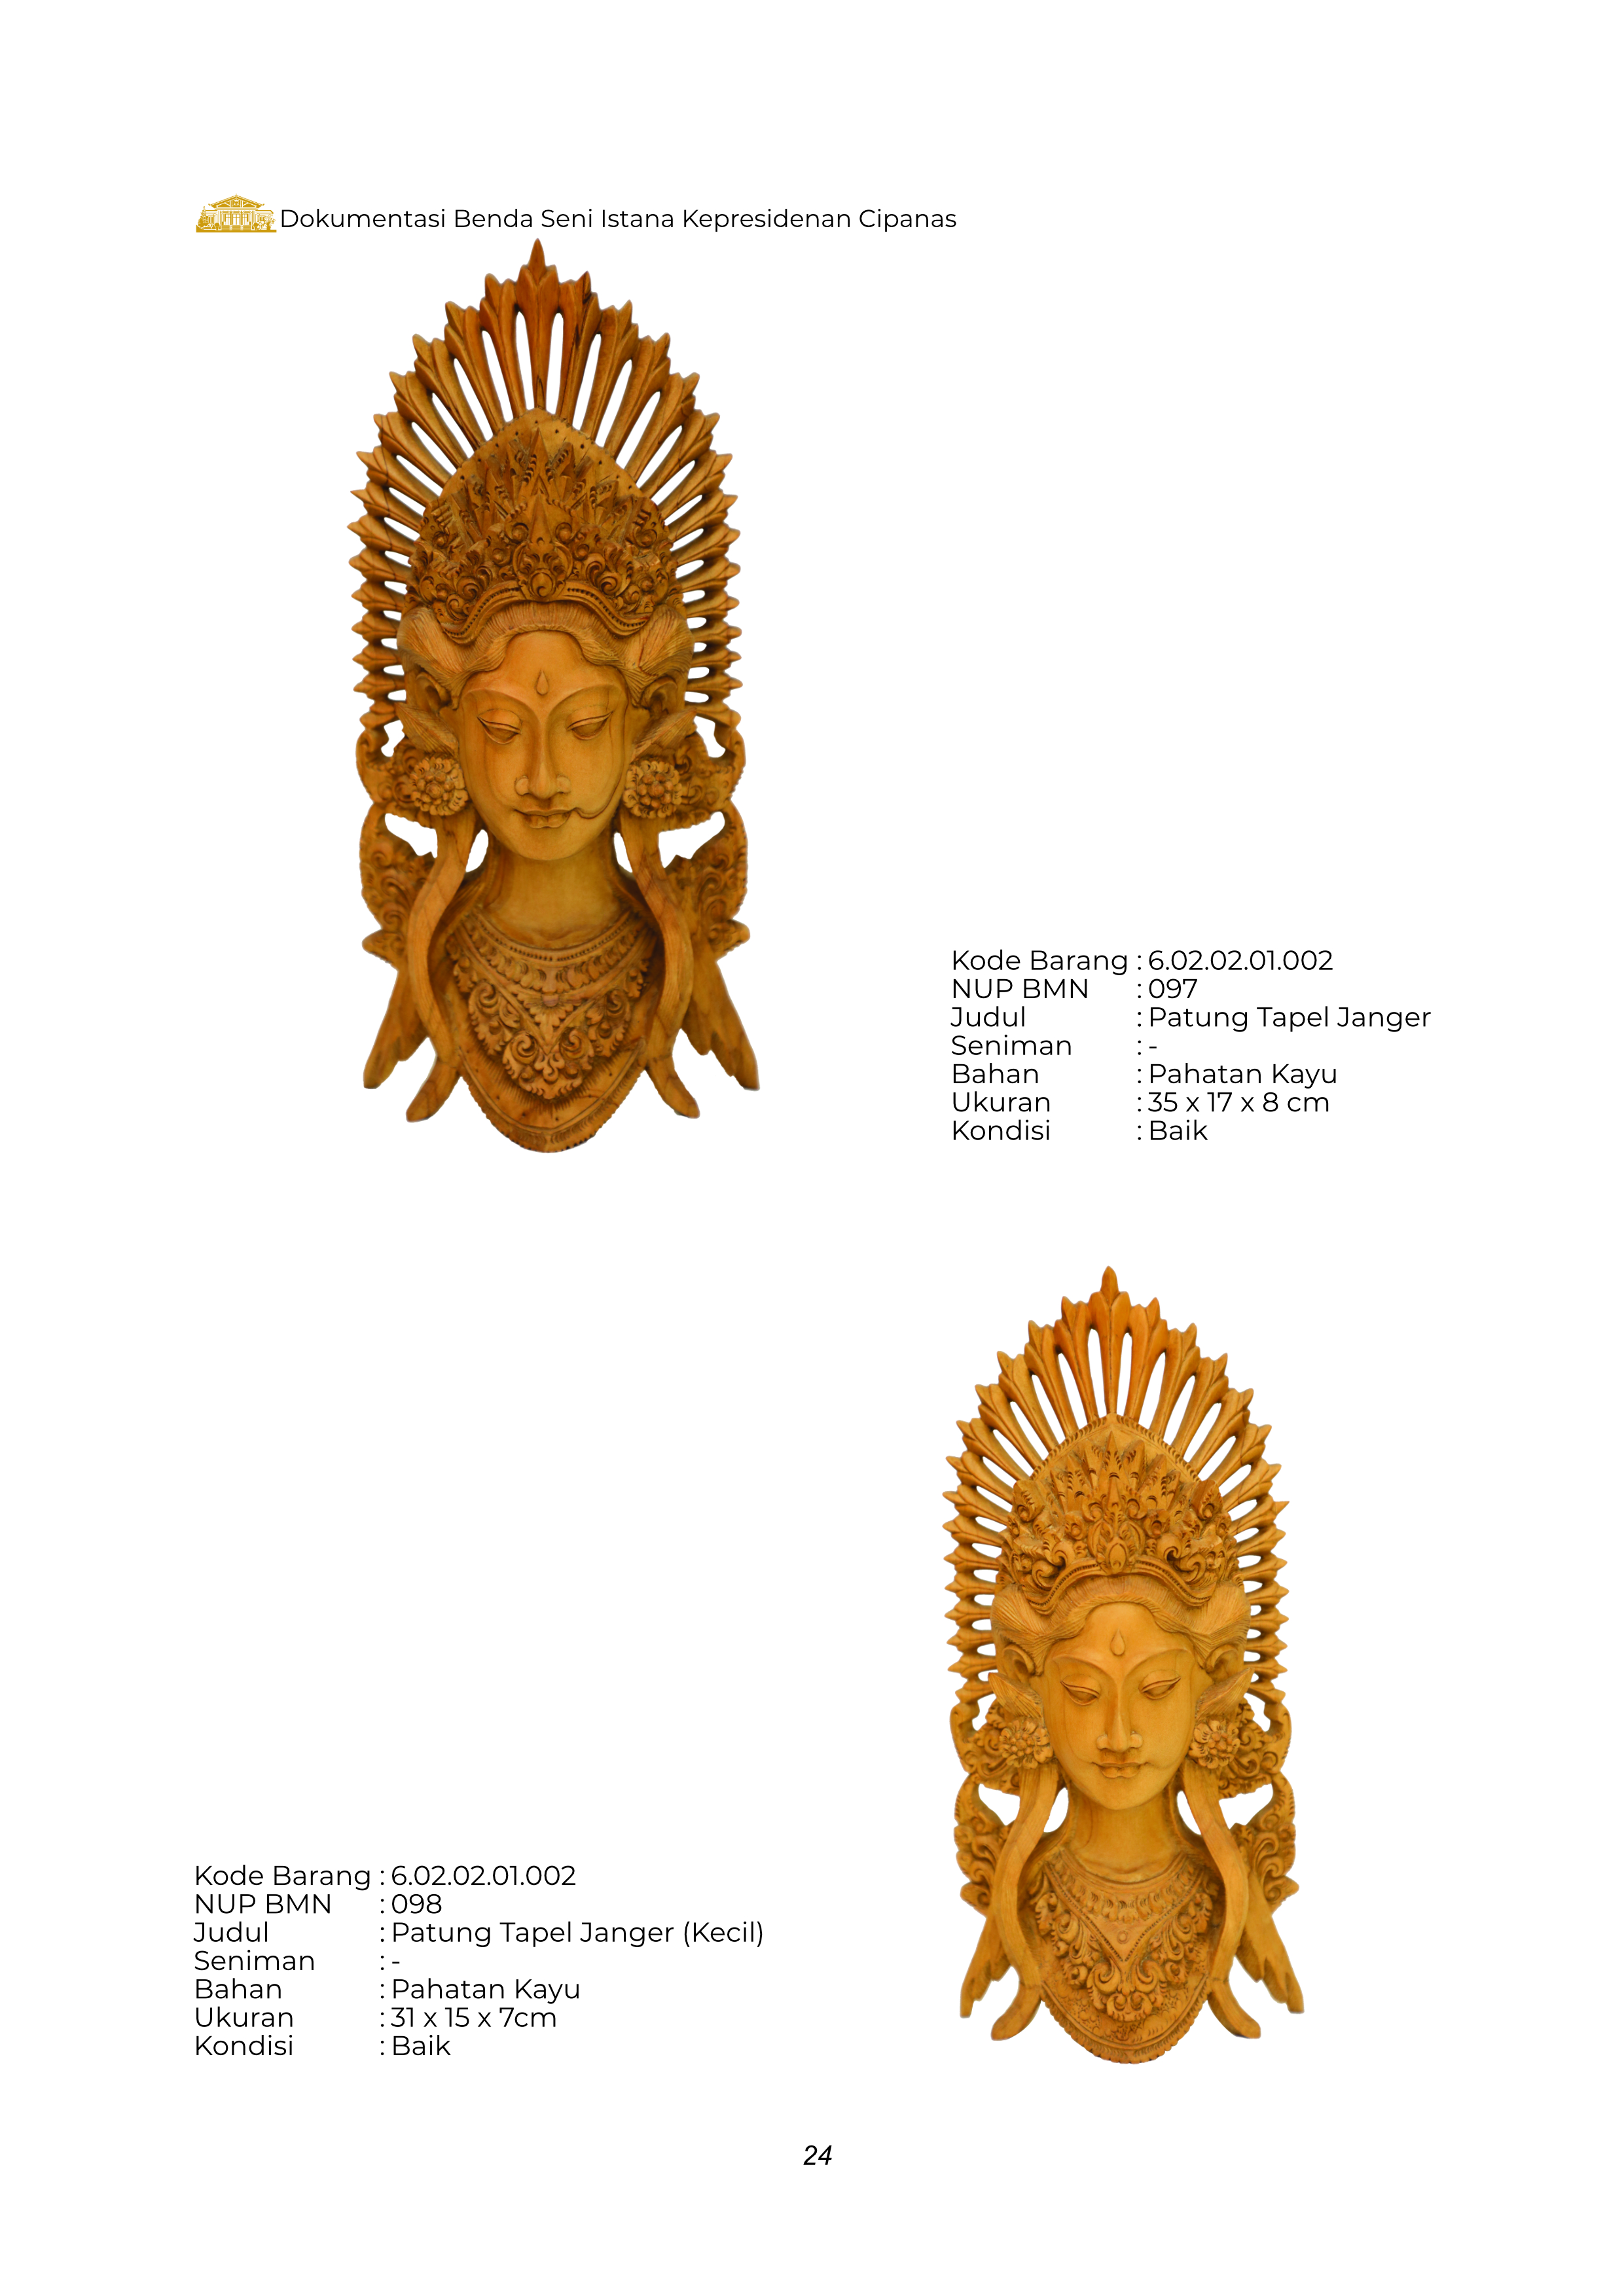 Dokumentasi Benda Seni Istana Kepresidenan Cipanas
Kode Barang : 6.02.02.01.002
NUP BMN : 097
Judul : Patung Tapel Janger
Seniman : -
Bahan : Pahatan Kayu
Ukuran : 35 x 17 x 8 cm
Kondisi : Baik
Kode Barang : 6.02.02.01.002
NUP BMN : 098
Judul : Patung Tapel Janger (Kecil)
Seniman : -
Bahan : Pahatan Kayu
Ukuran : 31 x 15 x 7cm
Kondisi : Baik
24